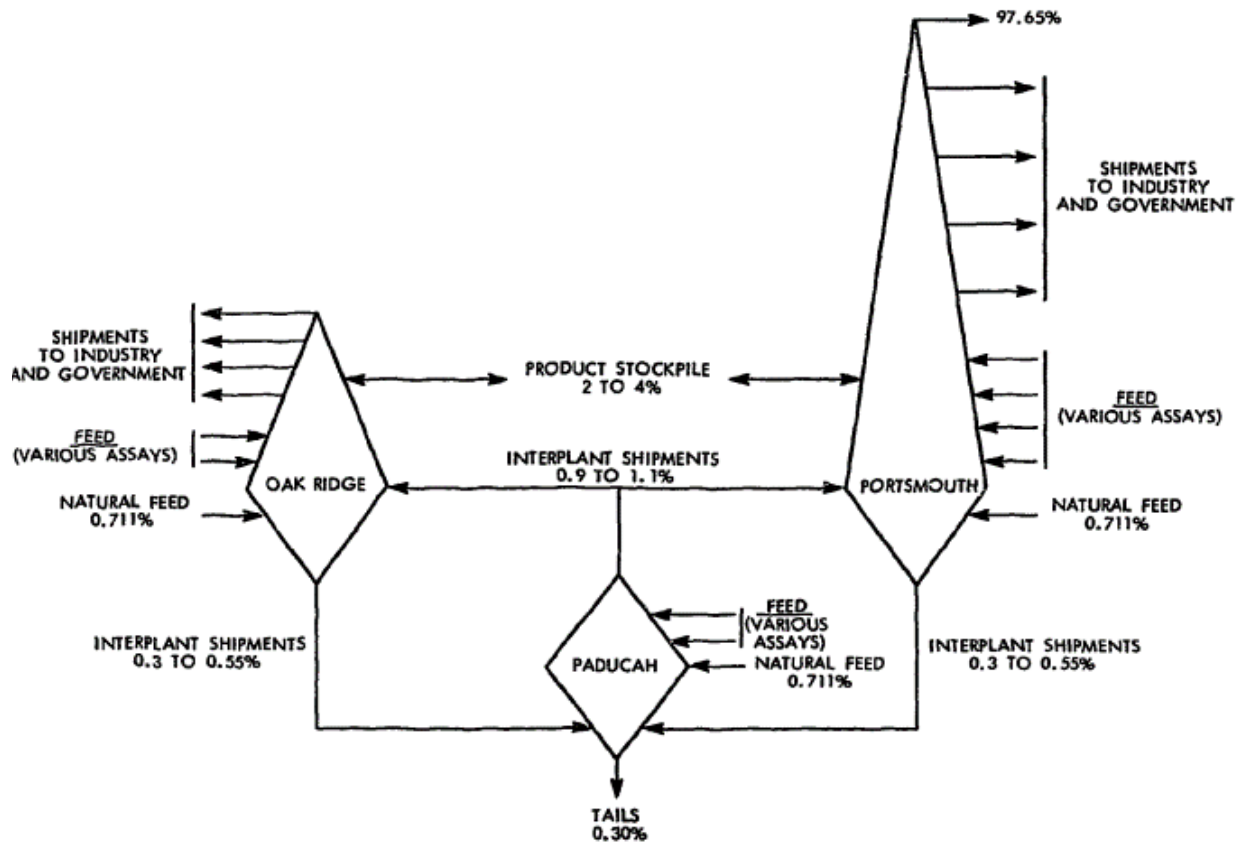 97.65%
SHIPMENTS
TO INDUSTRY
AND GOVERNMENT
SHIPMENTS
TO INDUSTRY
AND GOVERNMENT
PRODUCT STOCKPILE
2 TO 4%
FEED
(VARIOUS ASSAYS)
FEED
(VARIOUS ASSAYS)
INTERPLANT SHIPMENTS
0.9 TO 1.1%
OAK RIDGE
PORTSMOUTH
NATURAL FEED
0.711%
NATURAL FEED
0.711%
FEED
(VARIOUS
ASSAYS)
INTERPLANT SHIPMENTS
0.3 TO 0.55%
PADUCAH
NATURAL FEED
0.711%
INTERPLANT SHIPMENTS
0.3 TO 0.55%
TAILS
0.30%